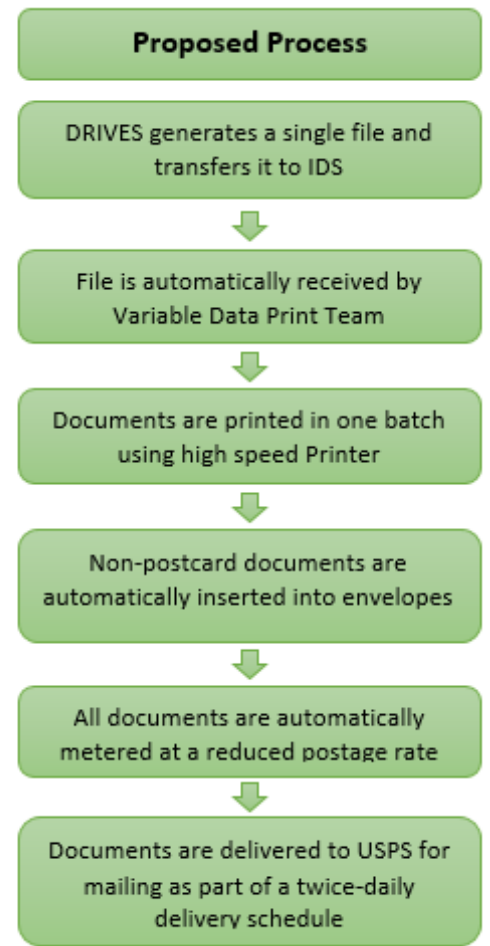 Proposed Process
DRIVES generates a single file and
transfers it to IDS
File is automatically received by
Variable Data Print Team
Documents are printed in one batch
using high speed Printer
Non-postcard documents are
automatically inserted into envelopes
All documents are automatically
metered at a reduced postage rate
Documents are delivered to USPS for
mailing as part of a twice-daily
delivery schedule